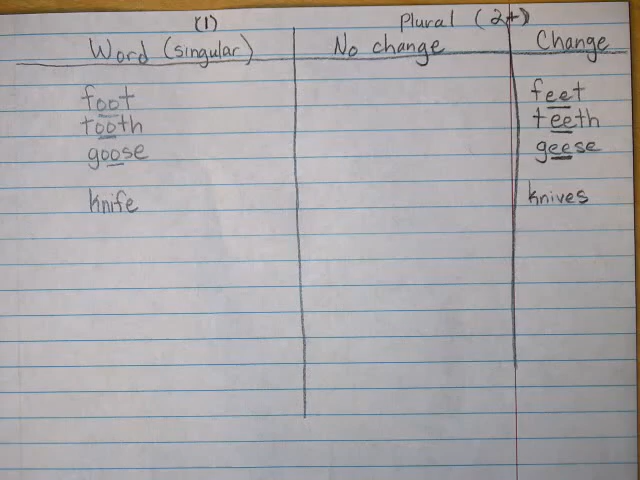 (1) Plural (2+)
Word (singular) No change Change
foot feet
tooth teeth
goose geese
knife knives